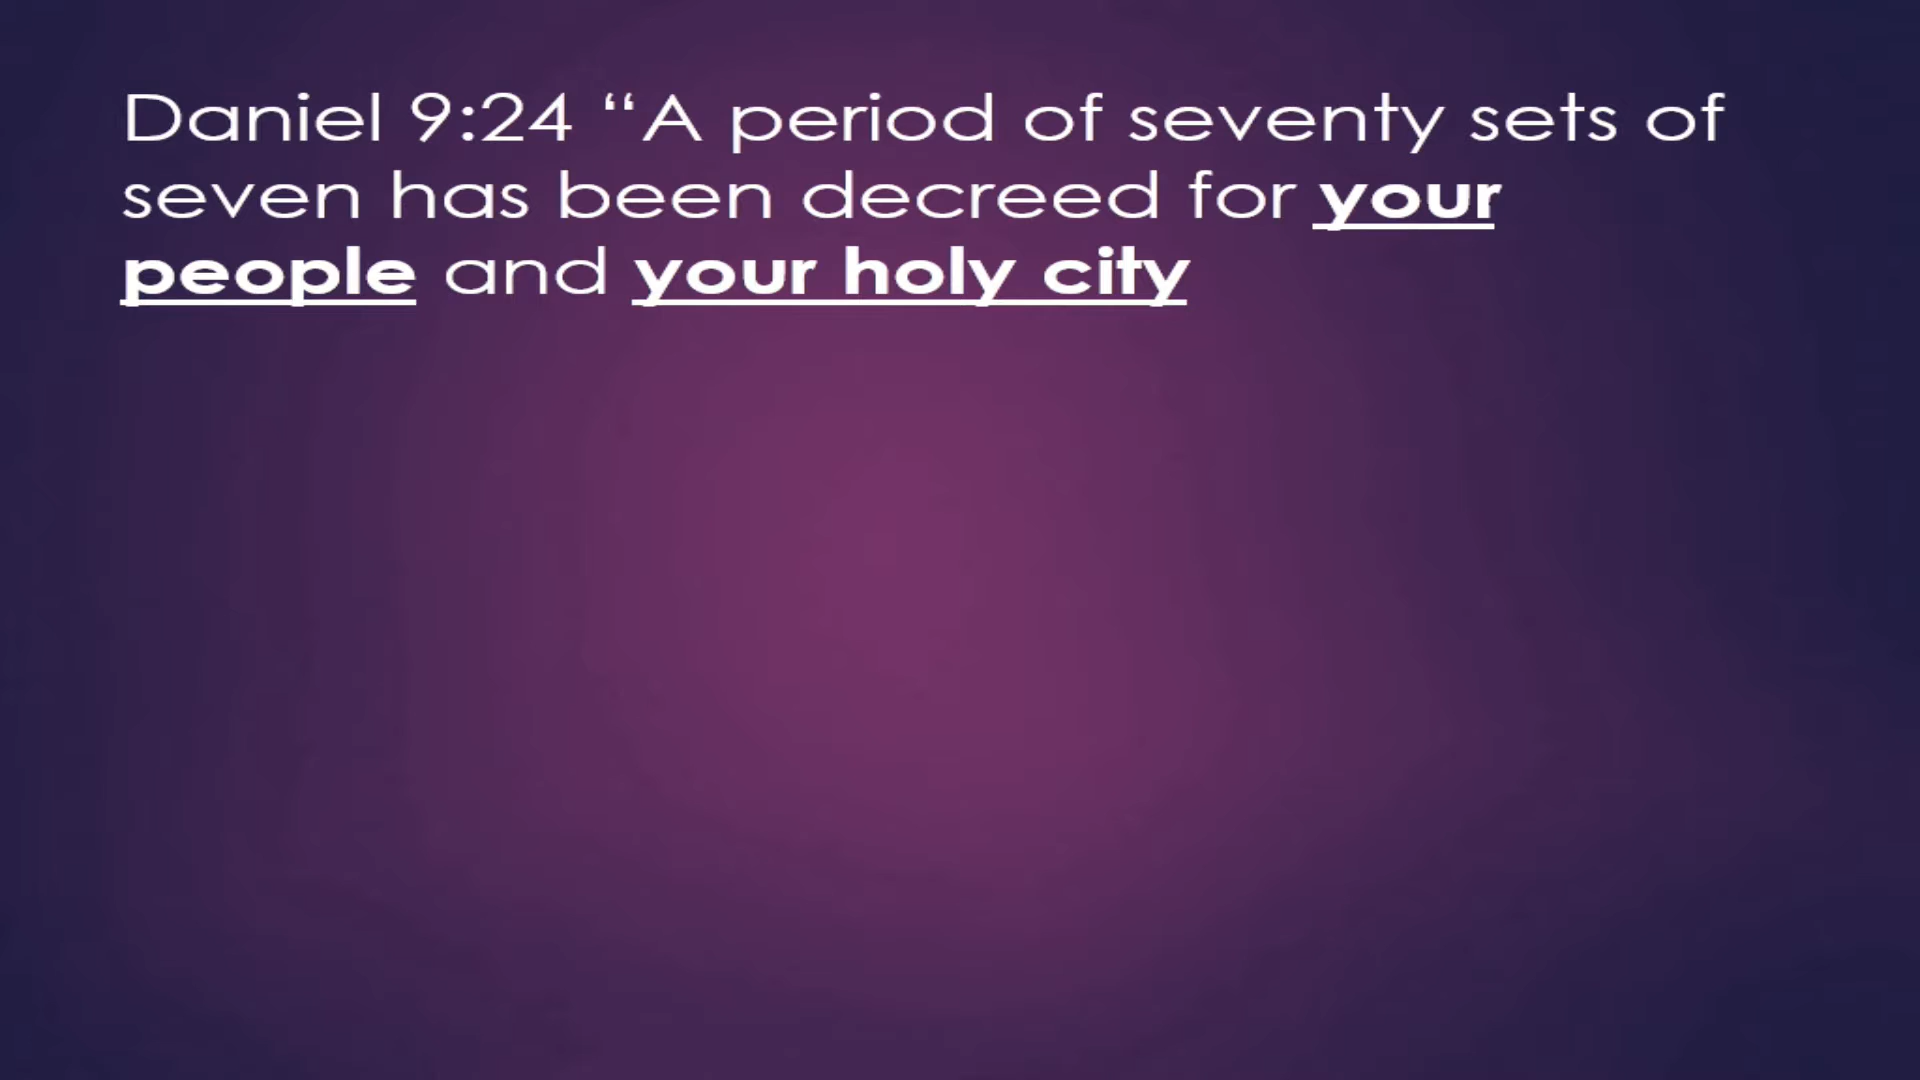 Daniel 9:24 “A period of seventy sets of
seven has been decreed for your
people and your holy city